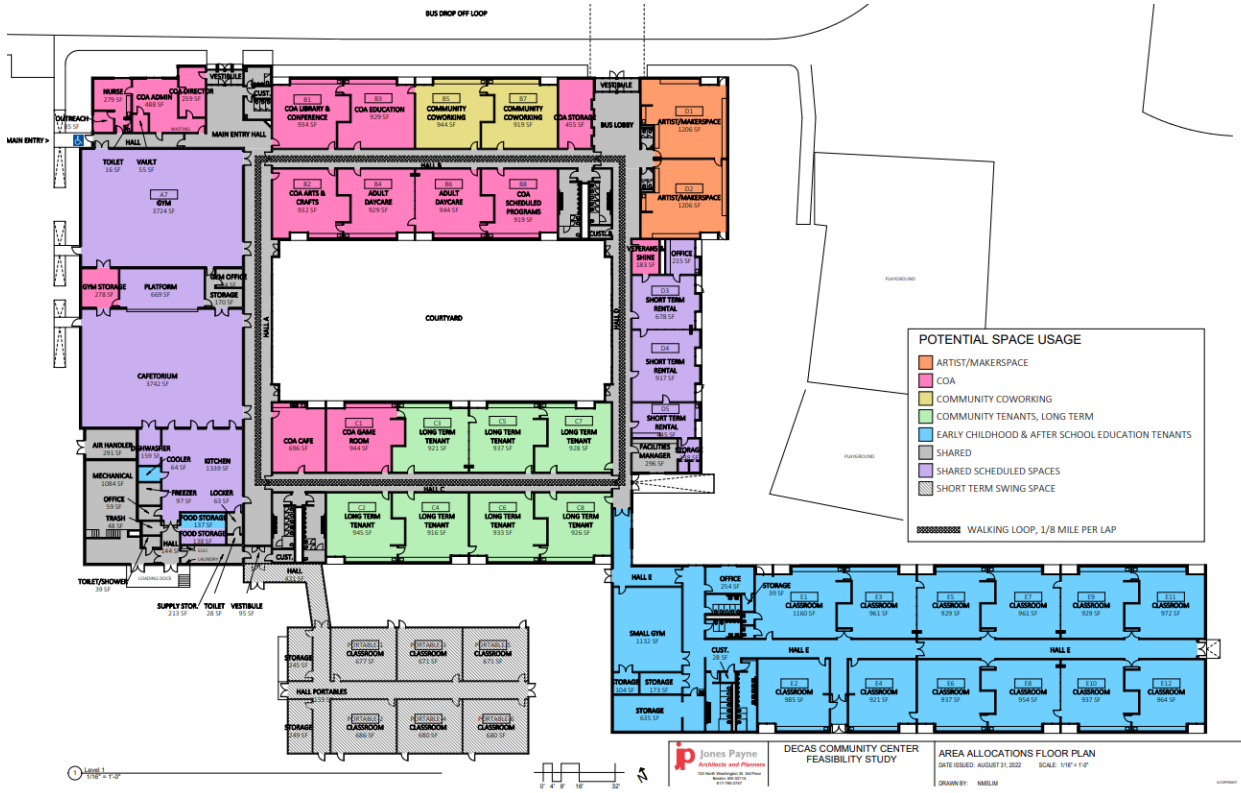 BUS DROP OFF LOOP
VESTIBULE
NURSE
279 SF
COA ADMIN
488 SF
COA DIRECTOR
259 SF
CUST.
OUTREACH
WAITING
HALL
MAIN ENTRY >
MAIN ENTRY HALL
TOILET
16 SF
VAULT
55 SF
B1
COA LIBRARY &
CONFERENCE
934 SF
B3
COA EDUCATION
929 SF
B5
COMMUNITY
COWORKING
944 SF
B7
COMMUNITY
COWORKING
919 SF
COA STORAGE
455 SF
VESTIBULE
BUS LOBBY
D1
ARTIST/MAKERSPACE
1206 SF
HALL B
A7
GYM
3724 SF
B2
COA ARTS &
CRAFTS
932 SF
B4
ADULT
DAYCARE
929 SF
B6
ADULT
DAYCARE
944 SF
B8
COA
SCHEDULED
PROGRAMS
919 SF
D2
ARTIST/MAKERSPACE
1206 SF
VETERANS &
SHINE
183 SF
OFFICE
215 SF
GYM STORAGE
278 SF
PLATFORM
669 SF
GYM OFFICE
STORAGE
170 SF
HALL A
COURTYARD
HALL D
D3
SHORT TERM
RENTAL
678 SF
D4
SHORT TERM
RENTAL
917 SF
D5
SHORT TERM
RENTAL
FACILITIES
MANAGER
296 SF
STORAGE
PLAYGROUND
PLAYGROUND
CAFETORIUM
3742 SF
COA CAFE
696 SF
C1
COA GAME
ROOM
944 SF
C3
LONG TERM
TENANT
921 SF
C5
LONG TERM
TENANT
937 SF
C7
LONG TERM
TENANT
928 SF
AIR HANDLER
291 SF
DISHWASHER
159 SF
COOLER
64 SF
KITCHEN
1339 SF
MECHANICAL
1084 SF
FREEZER
97 SF
LOCKER
63 SF
OFFICE
59 SF
TRASH
48 SF
FOOD STORAGE
137 SF
FOOD STORAGE
138 SF
HALL
144 SF
ELEC
LAUNDRY
LOADING DOCK
TOILET/SHOWER
39 SF
SUPPLY STOR.
213 SF
TOILET
28 SF
VESTIBULE
95 SF
HALL C
C2
LONG TERM
TENANT
945 SF
C4
LONG TERM
TENANT
916 SF
C6
LONG TERM
TENANT
933 SF
C8
LONG TERM
TENANT
926 SF
CUST.
HALL
421 SF
PORTABLE 1
CLASSROOM
677 SF
PORTABLE 3
CLASSROOM
671 SF
CLASSROOM
671 SF
STORAGE
HALL PORTABLES
STORAGE
249 SF
PORTABLE 2
CLASSROOM
686 SF
PORTABLE 4
CLASSROOM
680 SF
CLASSROOM
680 SF
HALL E
OFFICE
254 SF
STORAGE
39 SF
SMALL GYM
1132 SF
CUST.
28 SF
STORAGE
104 SF
STORAGE
173 SF
STORAGE
635 SF
E1
CLASSROOM
1160 SF
E3
CLASSROOM
961 SF
E5
CLASSROOM
929 SF
E7
CLASSROOM
961 SF
E9
CLASSROOM
929 SF
E11
CLASSROOM
972 SF
HALL E
HALL E
E2
CLASSROOM
985 SF
E4
CLASSROOM
921 SF
E6
CLASSROOM
937 SF
E8
CLASSROOM
954 SF
E10
CLASSROOM
937 SF
E12
CLASSROOM
964 SF
POTENTIAL SPACE USAGE
ARTIST/MAKERSPACE
COA
COMMUNITY COWORKING
COMMUNITY TENANTS, LONG TERM
EARLY CHILDHOOD & AFTER SCHOOL EDUCATION TENANTS
SHARED
SHARED SCHEDULED SPACES
SHORT TERM SWING SPACE
WALKING LOOP, 1/8 MILE PER LAP
1
Level 1
1/16" = 1'-0"
0' 4' 8' 16' 32'
N
jp Jones Payne
Architects and Planners
DECAS COMMUNITY CENTER
FEASIBILITY STUDY
AREA ALLOCATIONS FLOOR PLAN
DATE ISSUED: AUGUST 31, 2022 SCALE: 1/16" = 1'-0"
DRAWN BY: NMELIM